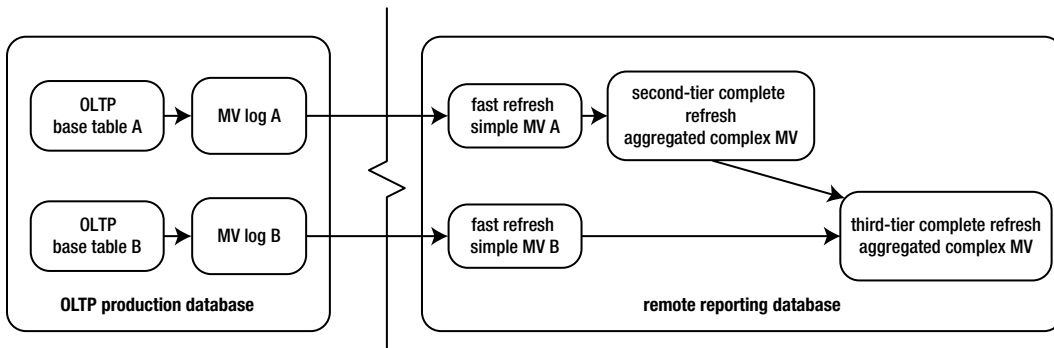 OLTP
base table A
MV log A
fast refresh
simple MV A
second-tier complete
refresh
aggregated complex MV
OLTP
base table B
MV log B
fast refresh
simple MV B
third-tier complete refresh
aggregated complex MV
OLTP production database
remote reporting database